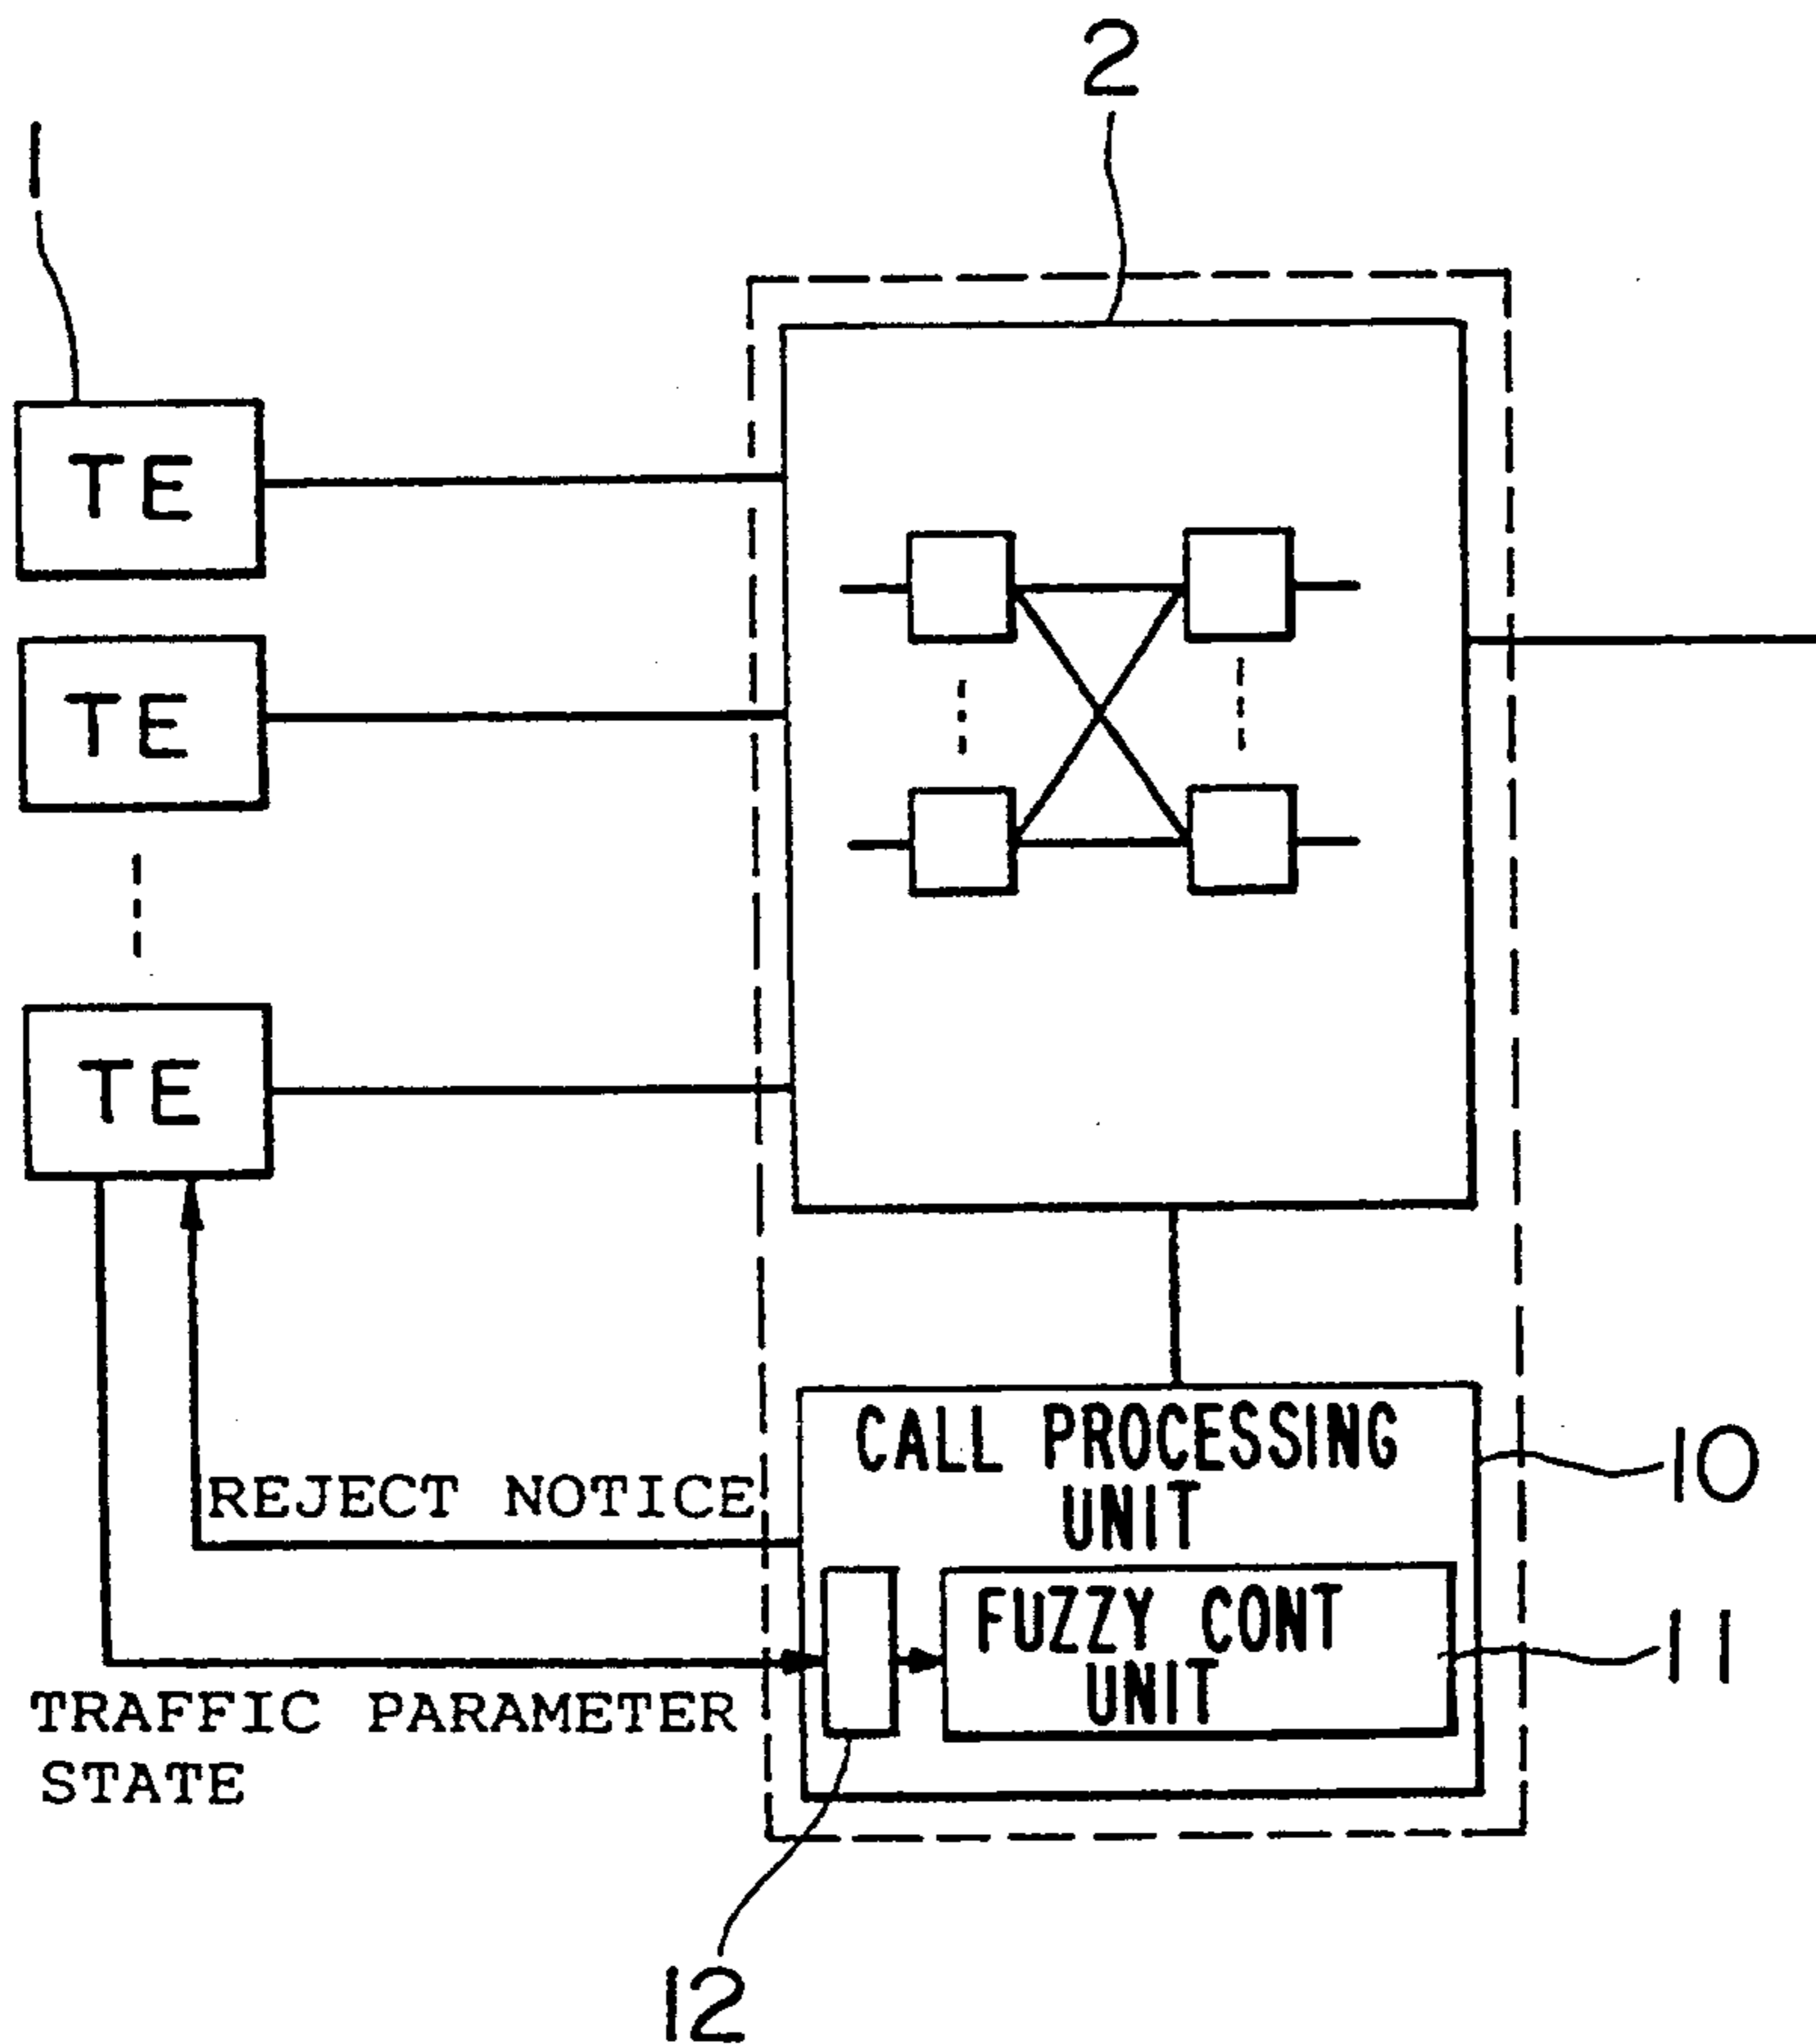 2
1
TE
TE
TE
CALL PROCESSING
UNIT
10
REJECT NOTICE
FUZZY CONT
UNIT
11
TRAFFIC PARAMETER
STATE
12